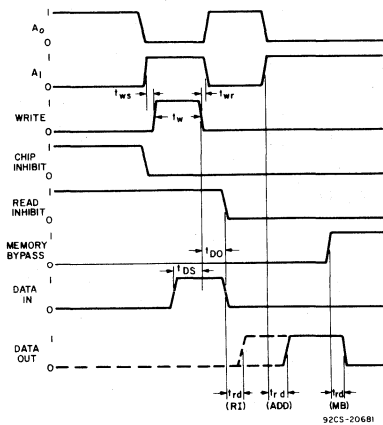 1
A₀
0
1
A₁
0
tws
twr
1
WRITE
tw
0
1
CHIP
INHIBIT
0
1
READ
INHIBIT
0
1
MEMORY
BYPASS
tDO
0
tDS
1
DATA
IN
0
1
DATA
OUT
0
trd
(RI)
trd
(ADD)
trd
(MB)
92CS-20681